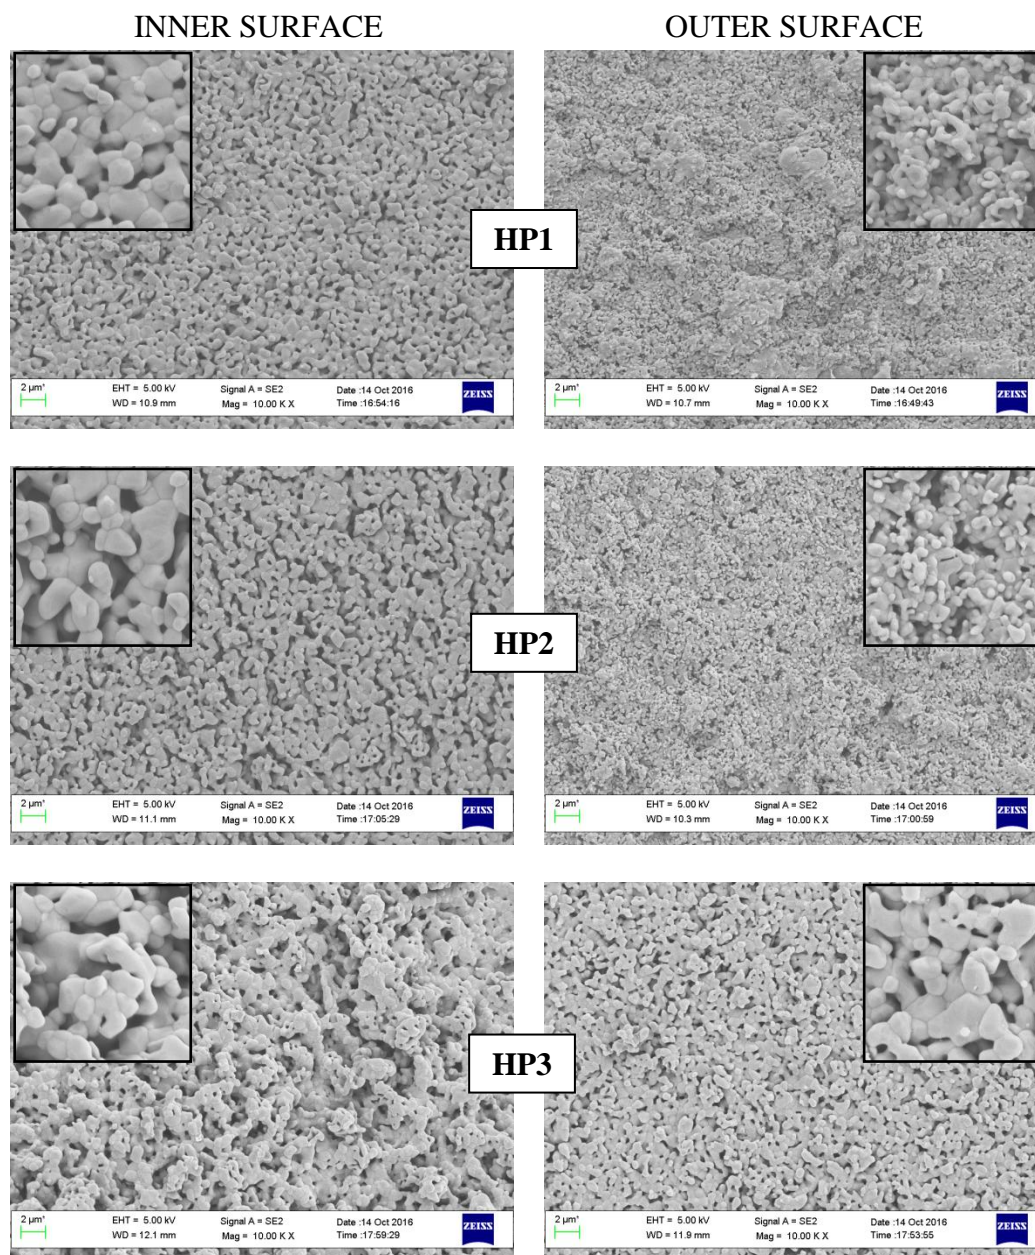 INNER SURFACE
OUTER SURFACE
HP1
2 µm
EHT = 5.00 kV
Signal A = SE2
Date :14 Oct 2016
ZEISS
WD = 10.9 mm
Mag = 10.00 K X
Time :16:54:16
2 µm
EHT = 5.00 kV
Signal A = SE2
Date :14 Oct 2016
ZEISS
WD = 10.7 mm
Mag = 10.00 K X
Time :16:49:43
HP2
2 µm
EHT = 5.00 kV
Signal A = SE2
Date :14 Oct 2016
ZEISS
WD = 11.1 mm
Mag = 10.00 K X
Time :17:05:29
2 µm
EHT = 5.00 kV
Signal A = SE2
Date :14 Oct 2016
ZEISS
WD = 10.3 mm
Mag = 10.00 K X
Time :17:00:59
HP3
2 µm
EHT = 5.00 kV
Signal A = SE2
Date :14 Oct 2016
ZEISS
WD = 12.1 mm
Mag = 10.00 K X
Time :17:59:29
2 µm
EHT = 5.00 kV
Signal A = SE2
Date :14 Oct 2016
ZEISS
WD = 11.9 mm
Mag = 10.00 K X
Time :17:53:55